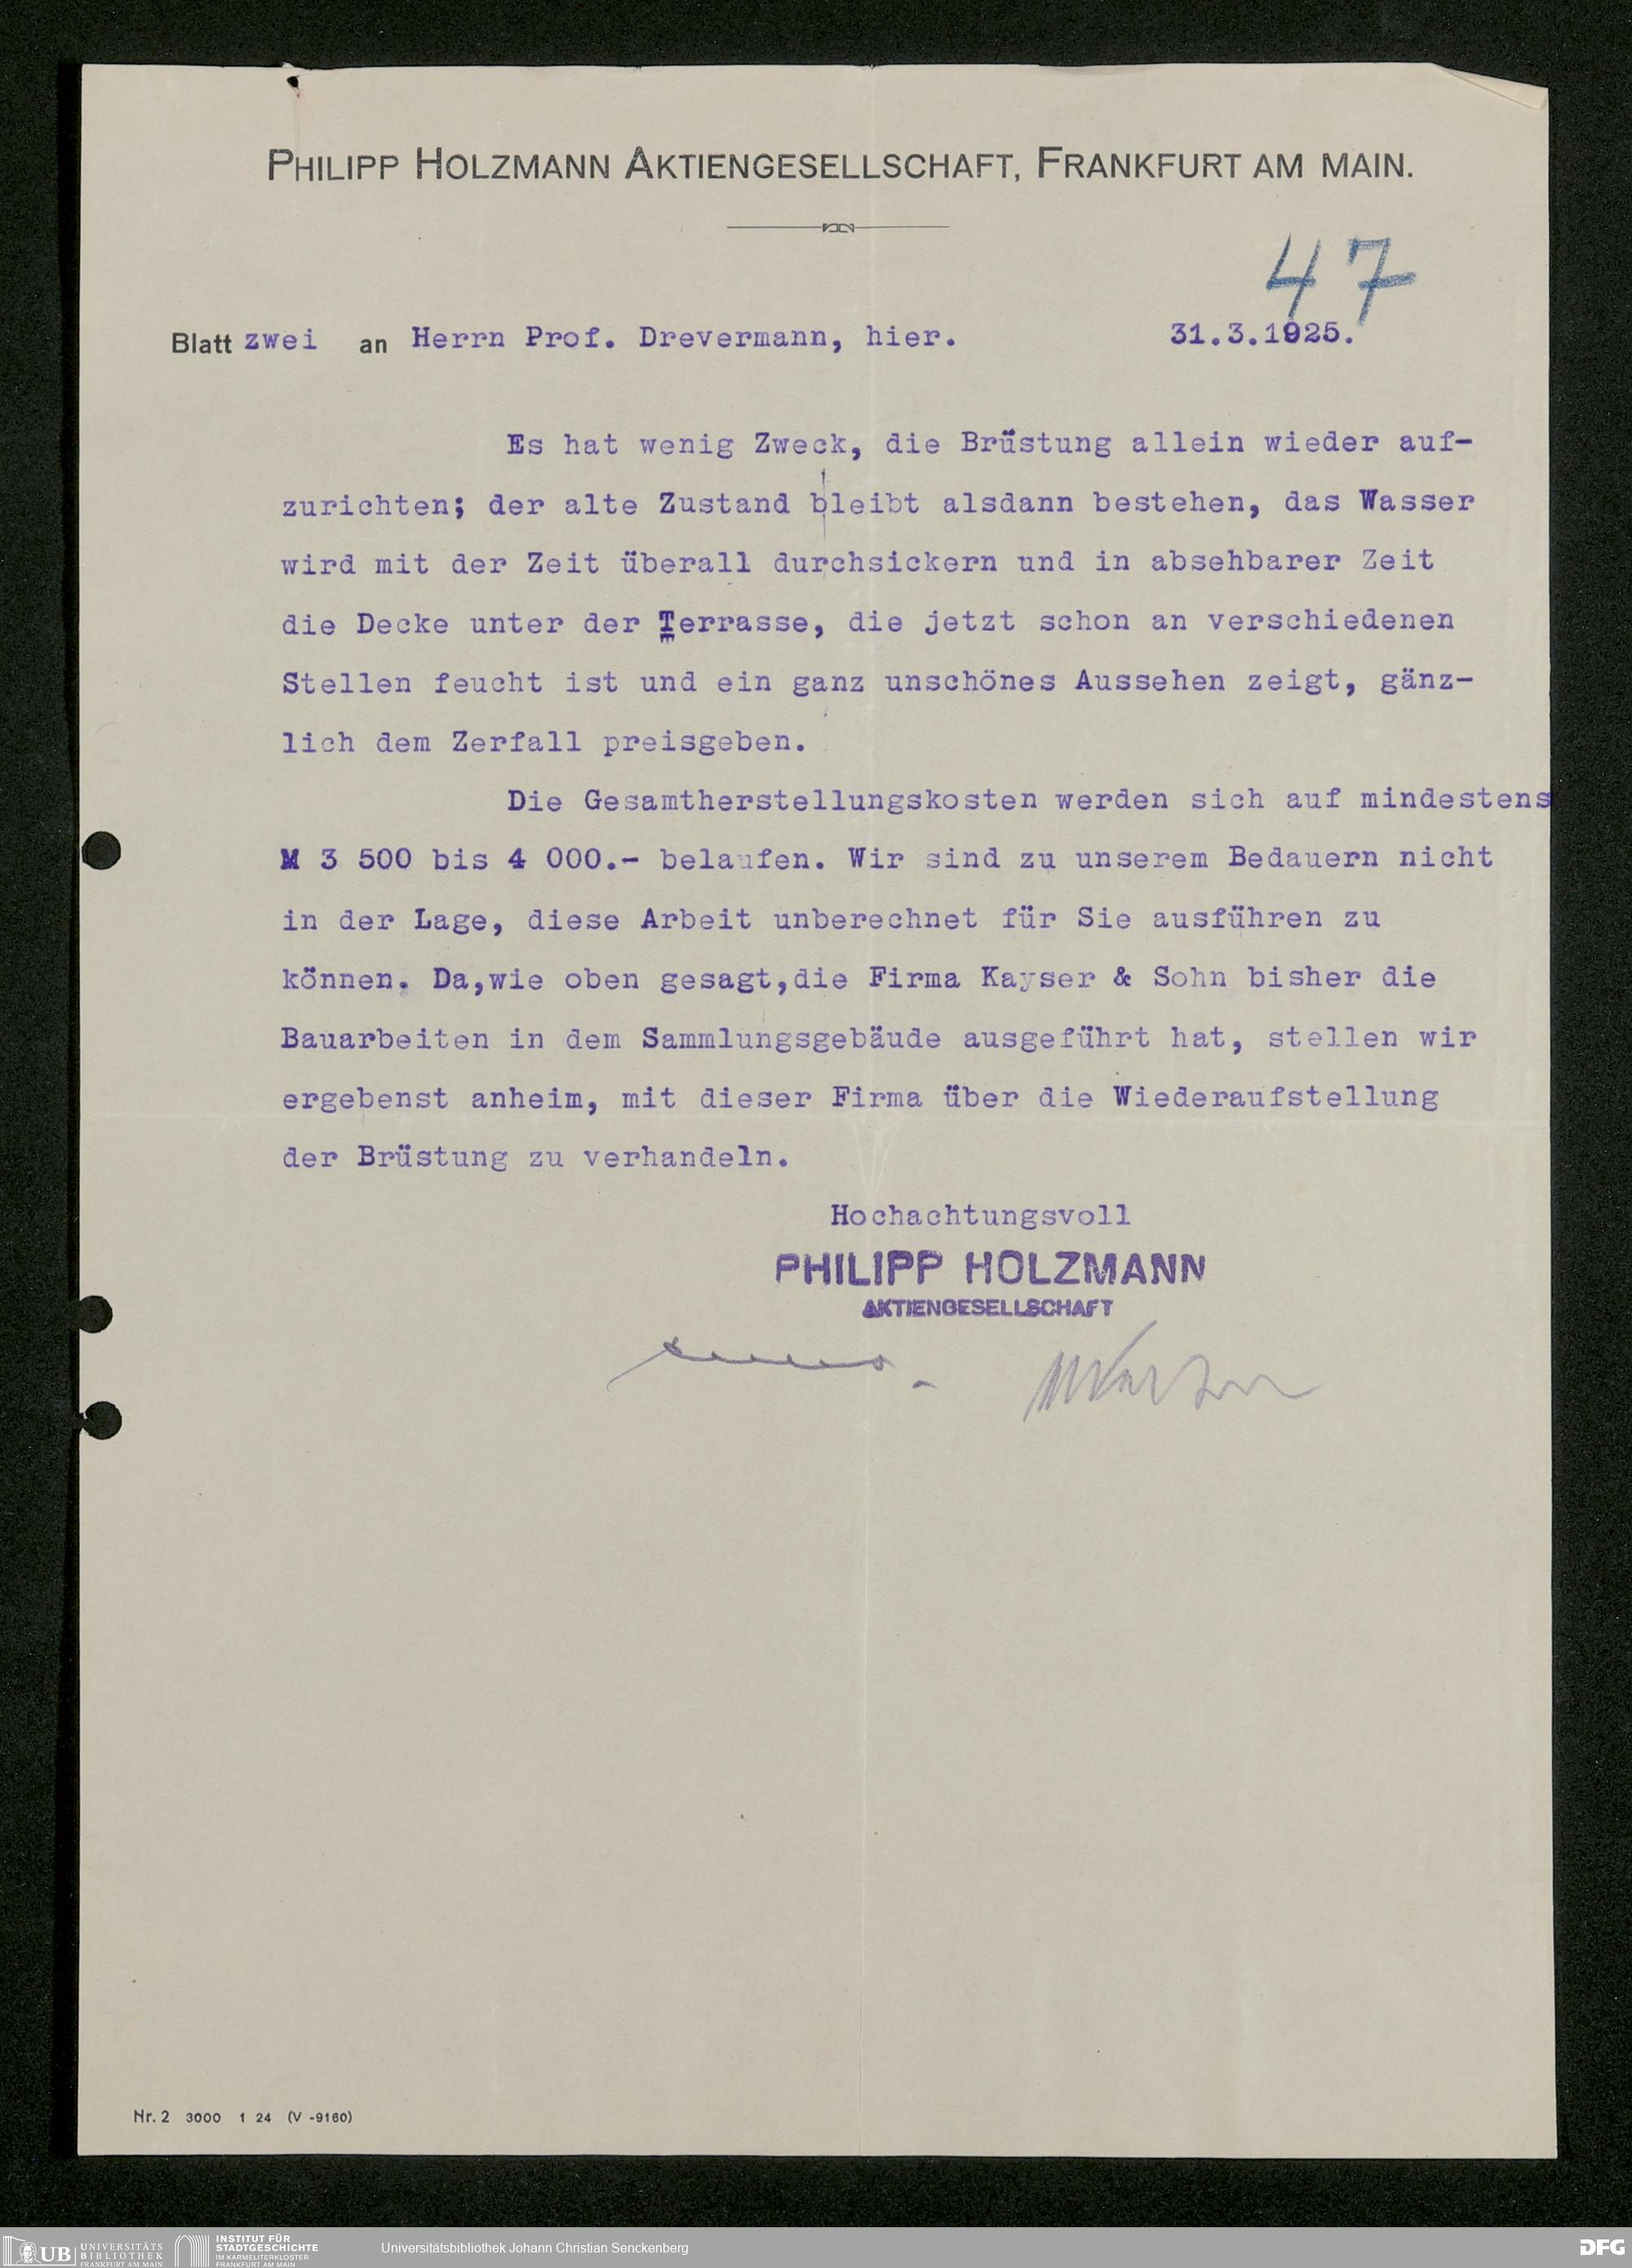 PHILIPP HOLZMANN AKTIENGESELLSCHAFT, FRANKFURT AM MAIN.
47
Blatt zwei an Herrn Prof. Drevermann, hier. 31.3.1925.
Es hat wenig Zweck, die Brüstung allein wieder auf-
zurichten; der alte Zustand bleibt alsdann bestehen, das Wasser
wird mit der Zeit überall durchsickern und in absehbarer Zeit
die Decke unter der Terrasse, die jetzt schon an verschiedenen
Stellen feucht ist und ein ganz unschönes Aussehen zeigt, gänz-
lich dem Zerfall preisgeben.
Die Gesamtherstellungskosten werden sich auf mindestens
M 3 500 bis 4 000.- belaufen. Wir sind zu unserem Bedauern nicht
in der Lage, diese Arbeit unberechnet für Sie ausführen zu
können. Da,wie oben gesagt,die Firma Kayser & Sohn bisher die
Bauarbeiten in dem Sammlungsgebäude ausgeführt hat, stellen wir
ergebenst anheim, mit dieser Firma über die Wiederaufstellung
der Brüstung zu verhandeln.
Hochachtungsvoll
PHILIPP HOLZMANN
AKTIENGESELLSCHAFT
Nr. 2 3000 1 24 (V -9160)
UB UNIVERSITÄTS
BIBLIOTHEK
FRANKFURT AM MAIN
INSTITUT FÜR
STADTGESCHICHTE
IM KARMELITERKLOSTER
FRANKFURT AM MAIN
Universitätsbibliothek Johann Christian Senckenberg
DFG